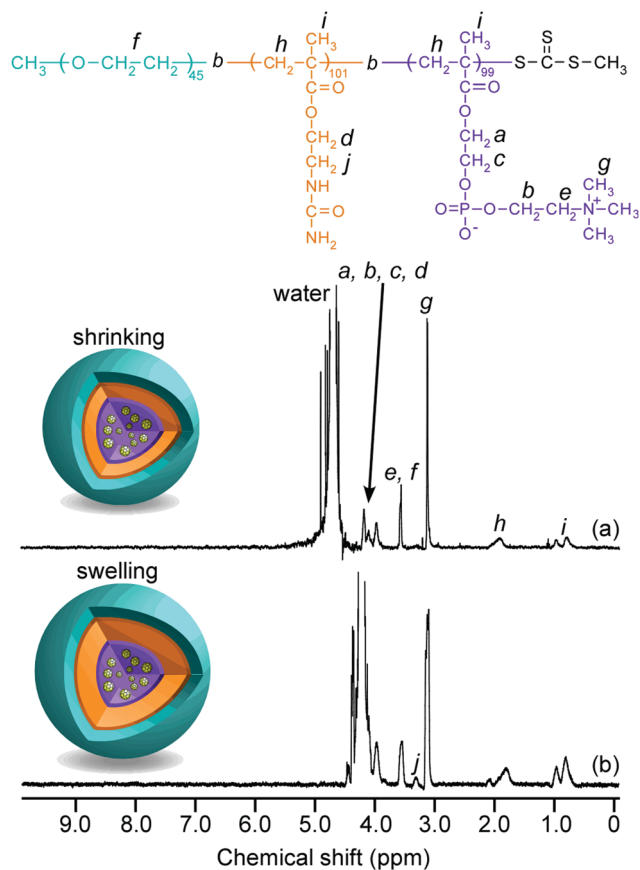 f h i h i
CH₃ ( O — CH₂ — CH₂ )₄₅ b ( CH₂ — C )₁₀₁ b ( CH₂ — C )₉₉ S — C — S — CH₃
CH₃ CH₃ S
C=O C=O
O O
CH₂ d CH₂ a
CH₂ j CH₂ c
NH O b e g
C=O O=P—O—CH₂—CH₂—N⁺—CH₃
CH₃
CH₃
NH₂ O⁻
a, b, c, d
water
g
shrinking
e, f
h
i
(a)
swelling
j
(b)
9.0 8.0 7.0 6.0 5.0 4.0 3.0 2.0 1.0 0
Chemical shift (ppm)